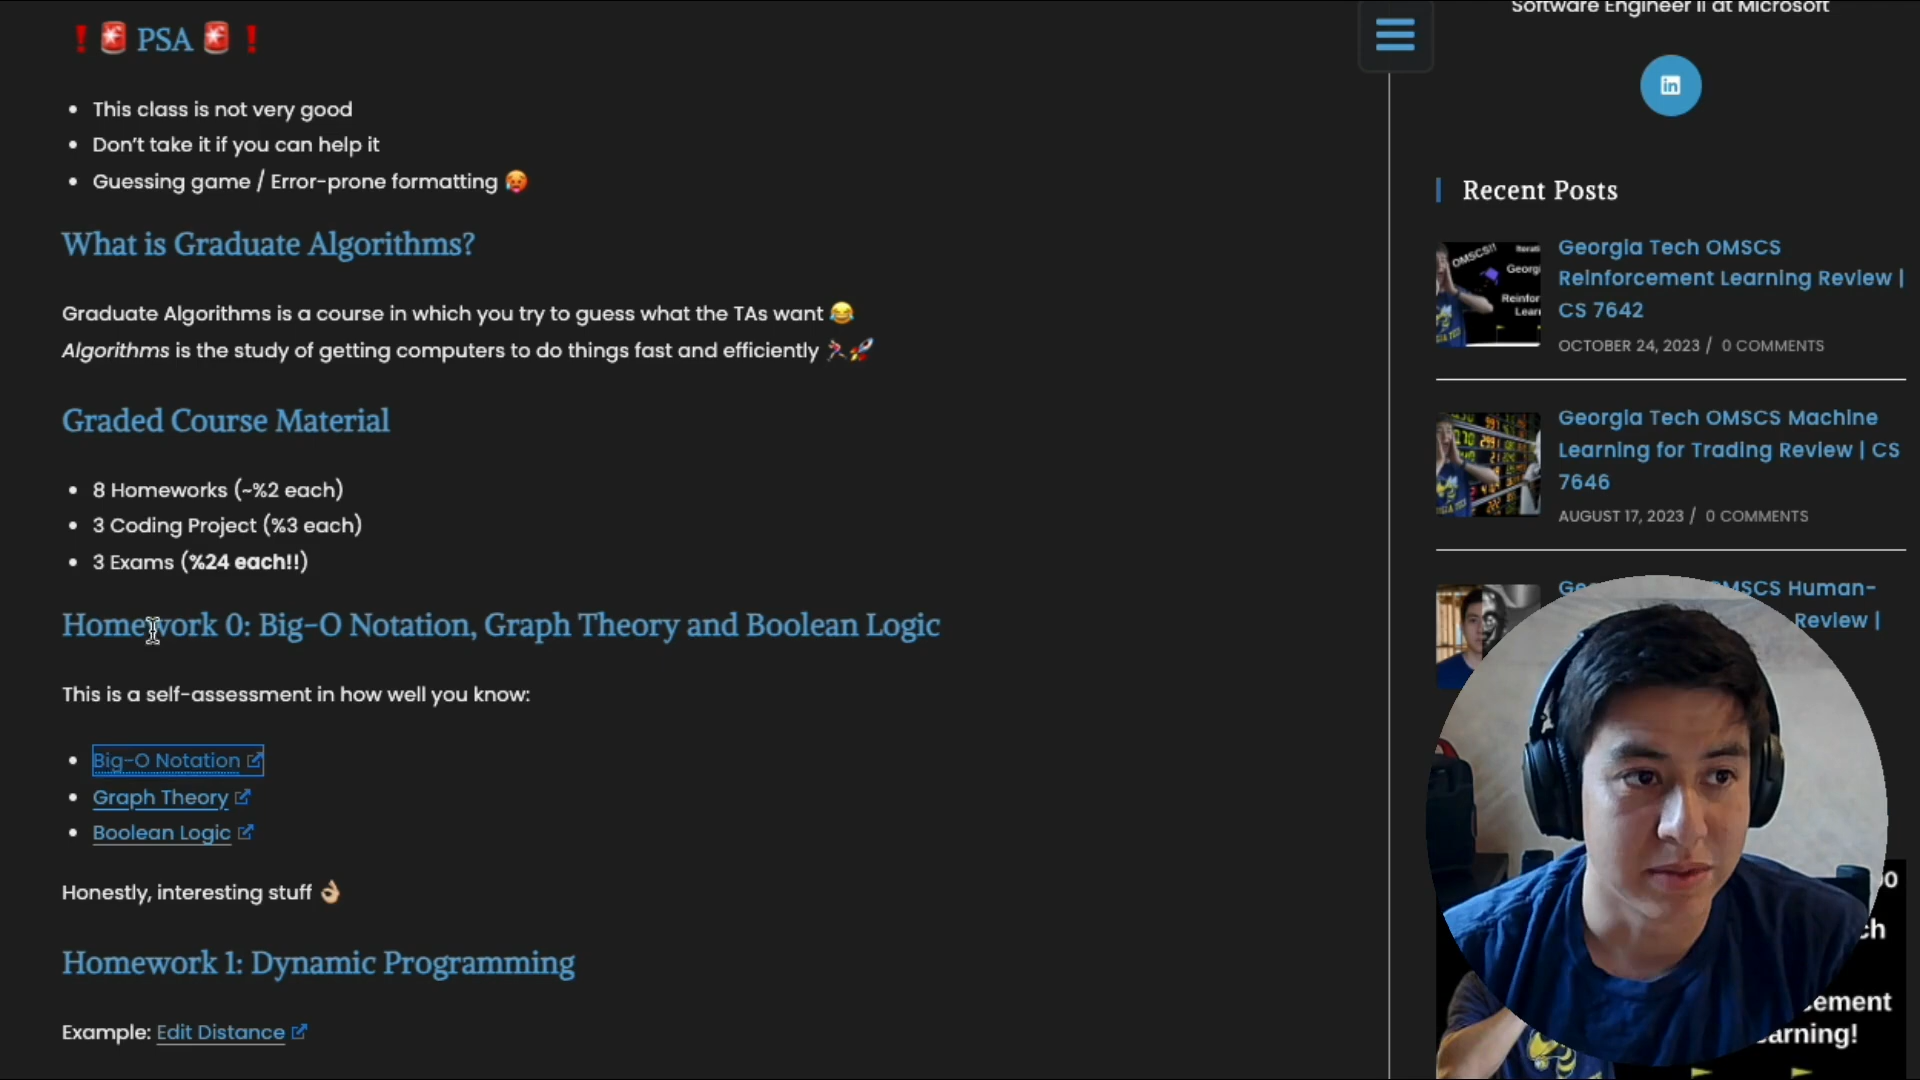 Software Engineer II at Microsoft
❗🚨 PSA 🚨❗
• This class is not very good
• Don't take it if you can help it
• Guessing game / Error-prone formatting 🥵
What is Graduate Algorithms?
Graduate Algorithms is a course in which you try to guess what the TAs want 😂
Algorithms is the study of getting computers to do things fast and efficiently 🏃🚀
Graded Course Material
• 8 Homeworks (~%2 each)
• 3 Coding Project (%3 each)
• 3 Exams (%24 each!!)
Homework 0: Big-O Notation, Graph Theory and Boolean Logic
This is a self-assessment in how well you know:
• Big-O Notation
• Graph Theory
• Boolean Logic
Honestly, interesting stuff 👌🏼
Homework 1: Dynamic Programming
Example: Edit Distance
in
Recent Posts
OMSCS!!
Georgia Tech OMSCS
Reinforcement Learning Review |
CS 7642
OCTOBER 24, 2023 / 0 COMMENTS
Georgia Tech OMSCS Machine
Learning for Trading Review | CS
7646
AUGUST 17, 2023 / 0 COMMENTS
OMSCS Human-
Review |